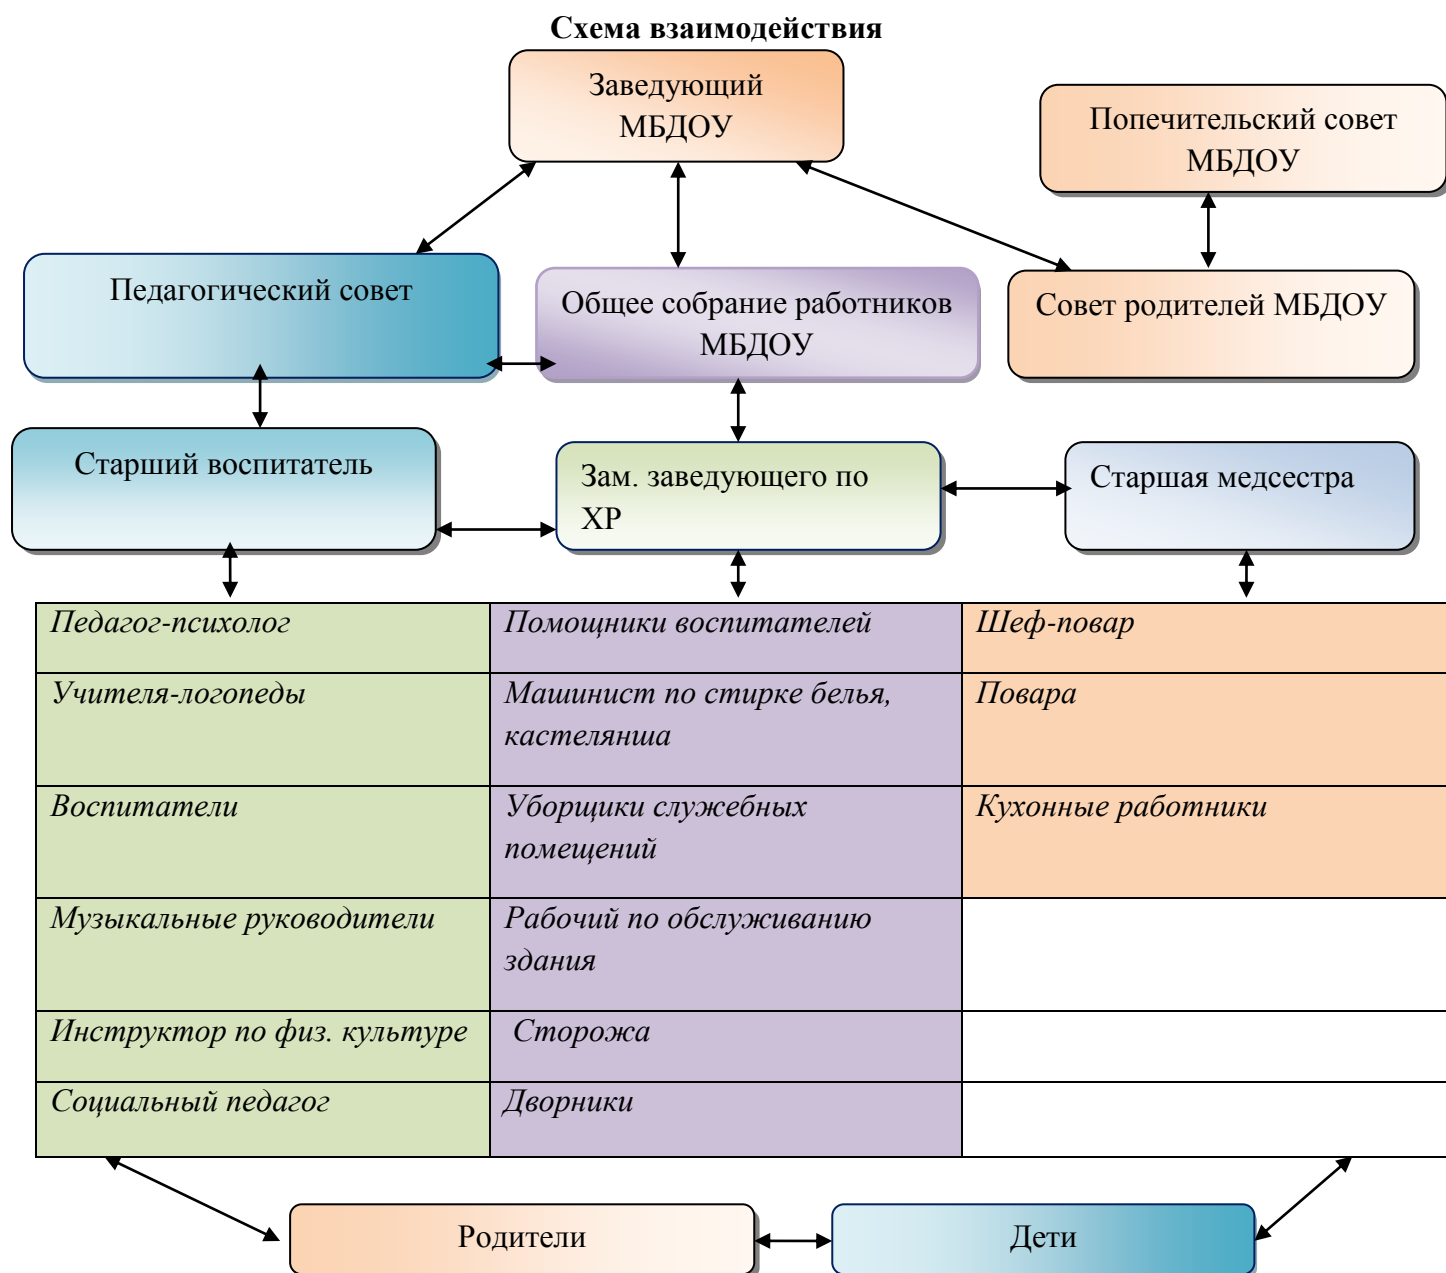 Схема взаимодействия
Заведующий
МБДОУ
Попечительский совет
МБДОУ
Педагогический совет
Общее собрание работников
МБДОУ
Совет родителей МБДОУ
Старший воспитатель
Зам. заведующего по
ХР
Старшая медсестра
Педагог-психолог
Помощники воспитателей
Шеф-повар
Учителя-логопеды
Машинист по стирке белья,
кастелянша
Повара
Воспитатели
Уборщики служебных
помещений
Кухонные работники
Музыкальные руководители
Рабочий по обслуживанию
здания
Инструктор по физ. культуре
Сторожа
Социальный педагог
Дворники
Родители
Дети